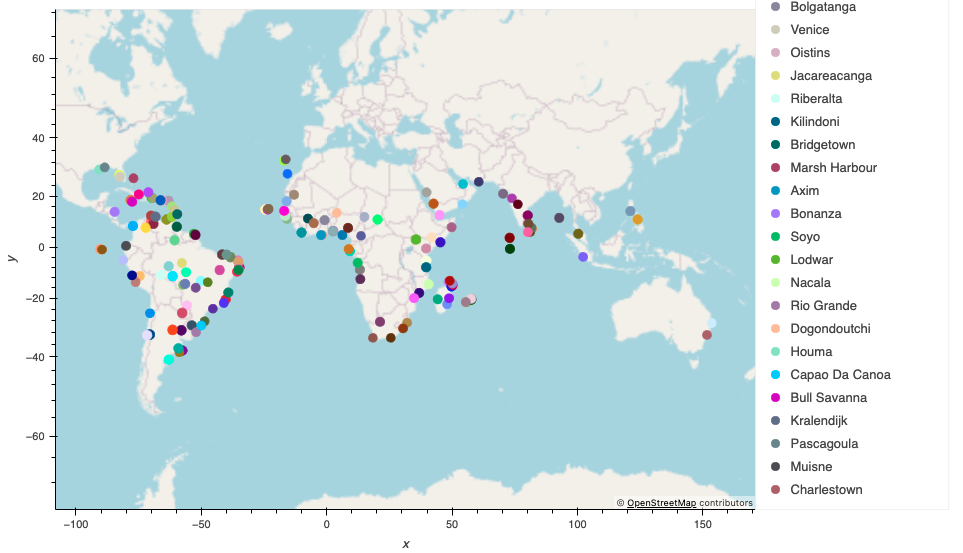 Bolgatanga
Venice
Oistins
Jacareacanga
Riberalta
Kilindoni
Bridgetown
Marsh Harbour
Axim
Bonanza
Soyo
Lodwar
Nacala
Rio Grande
Dogondoutchi
Houma
Capao Da Canoa
Bull Savanna
Kralendijk
Pascagoula
Muisne
Charlestown
60
40
20
0
−20
−40
−60
y
© OpenStreetMap contributors
−100
−50
0
50
100
150
x